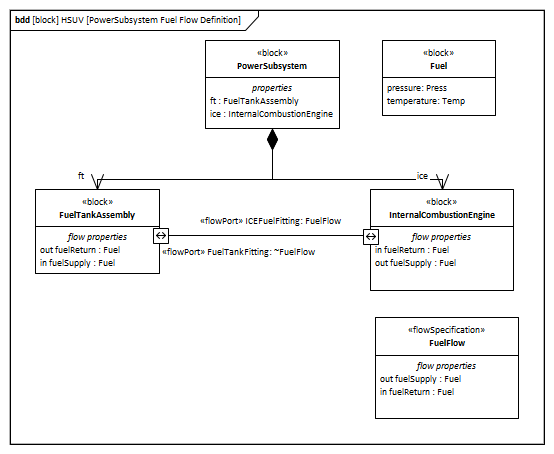 bdd [block] HSUV [PowerSubsystem Fuel Flow Definition]
«block»
PowerSubsystem
properties
ft : FuelTankAssembly
ice : InternalCombustionEngine
«block»
Fuel
pressure: Press
temperature: Temp
ft
ice
«block»
FuelTankAssembly
flow properties
out fuelReturn : Fuel
in fuelSupply : Fuel
«flowPort» ICEFuelFitting: FuelFlow
«flowPort» FuelTankFitting: ~FuelFlow
«block»
InternalCombustionEngine
flow properties
in fuelReturn : Fuel
out fuelSupply : Fuel
«flowSpecification»
FuelFlow
flow properties
out fuelSupply : Fuel
in fuelReturn : Fuel